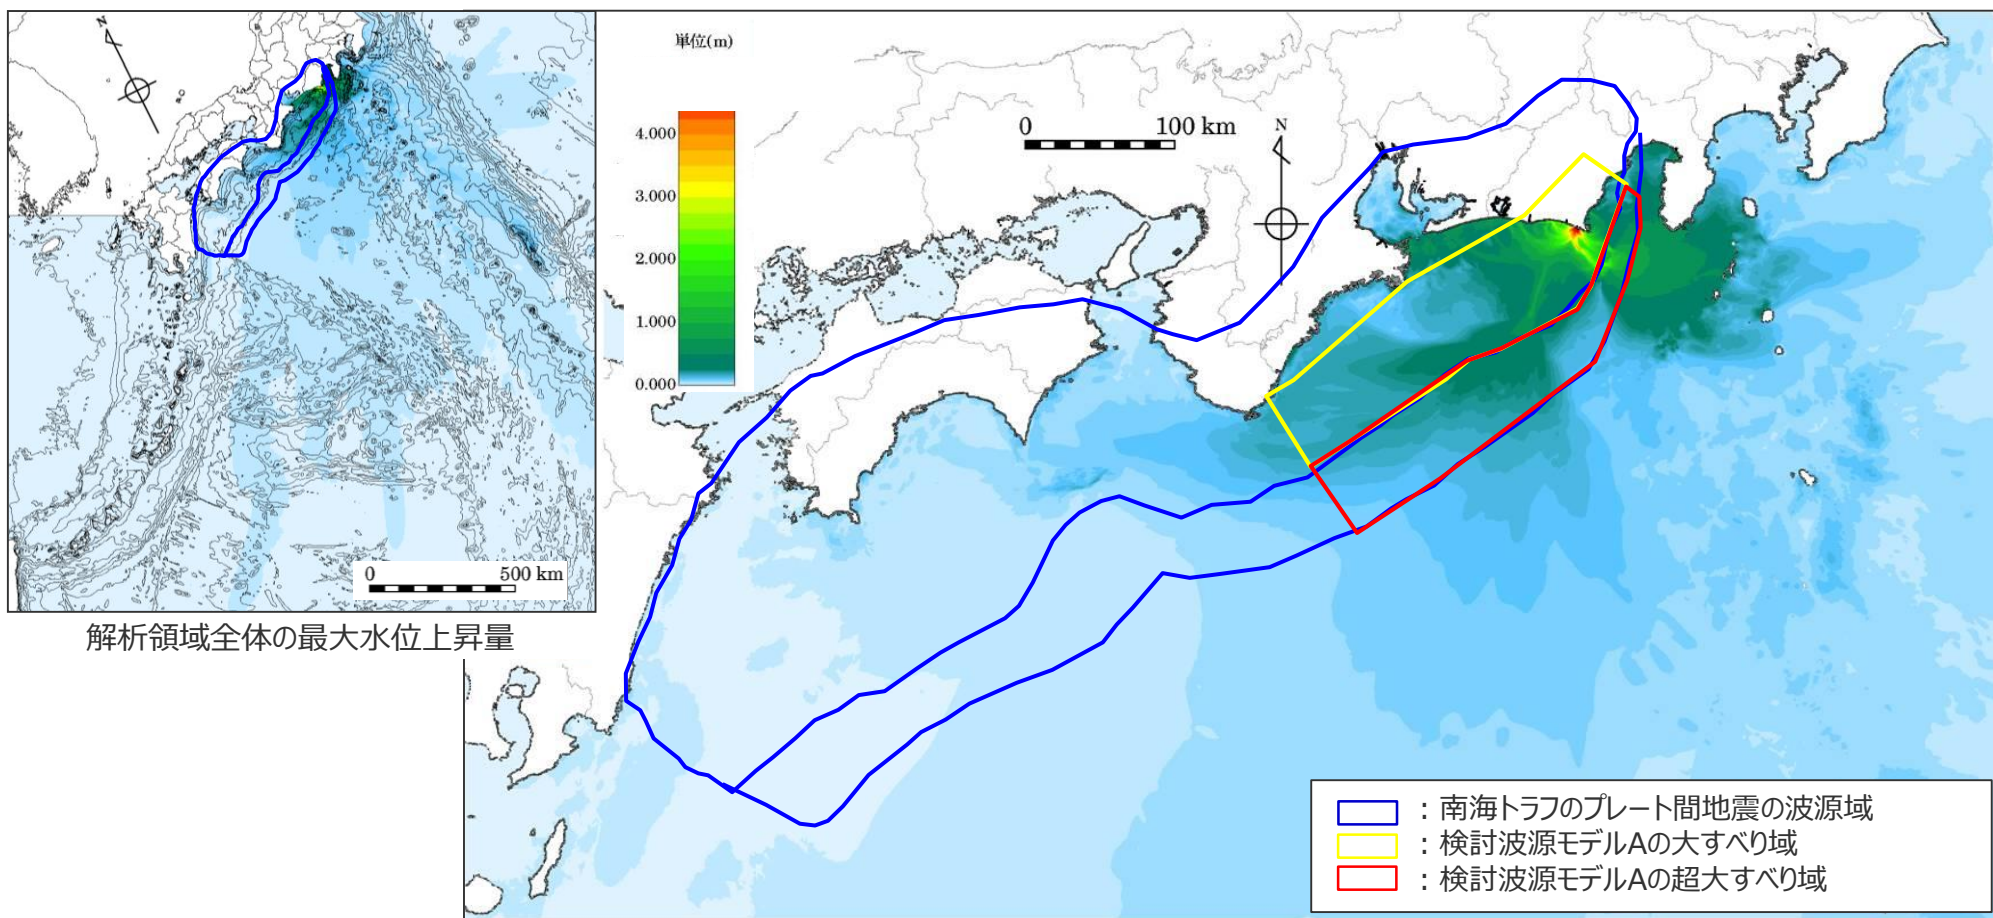 N
0 500 km
解析領域全体の最大水位上昇量
単位(m)
4.000
3.000
2.000
1.000
0.000
0 100 km
N
：南海トラフのプレート間地震の波源域
：検討波源モデルAの大すべり域
：検討波源モデルAの超大すべり域